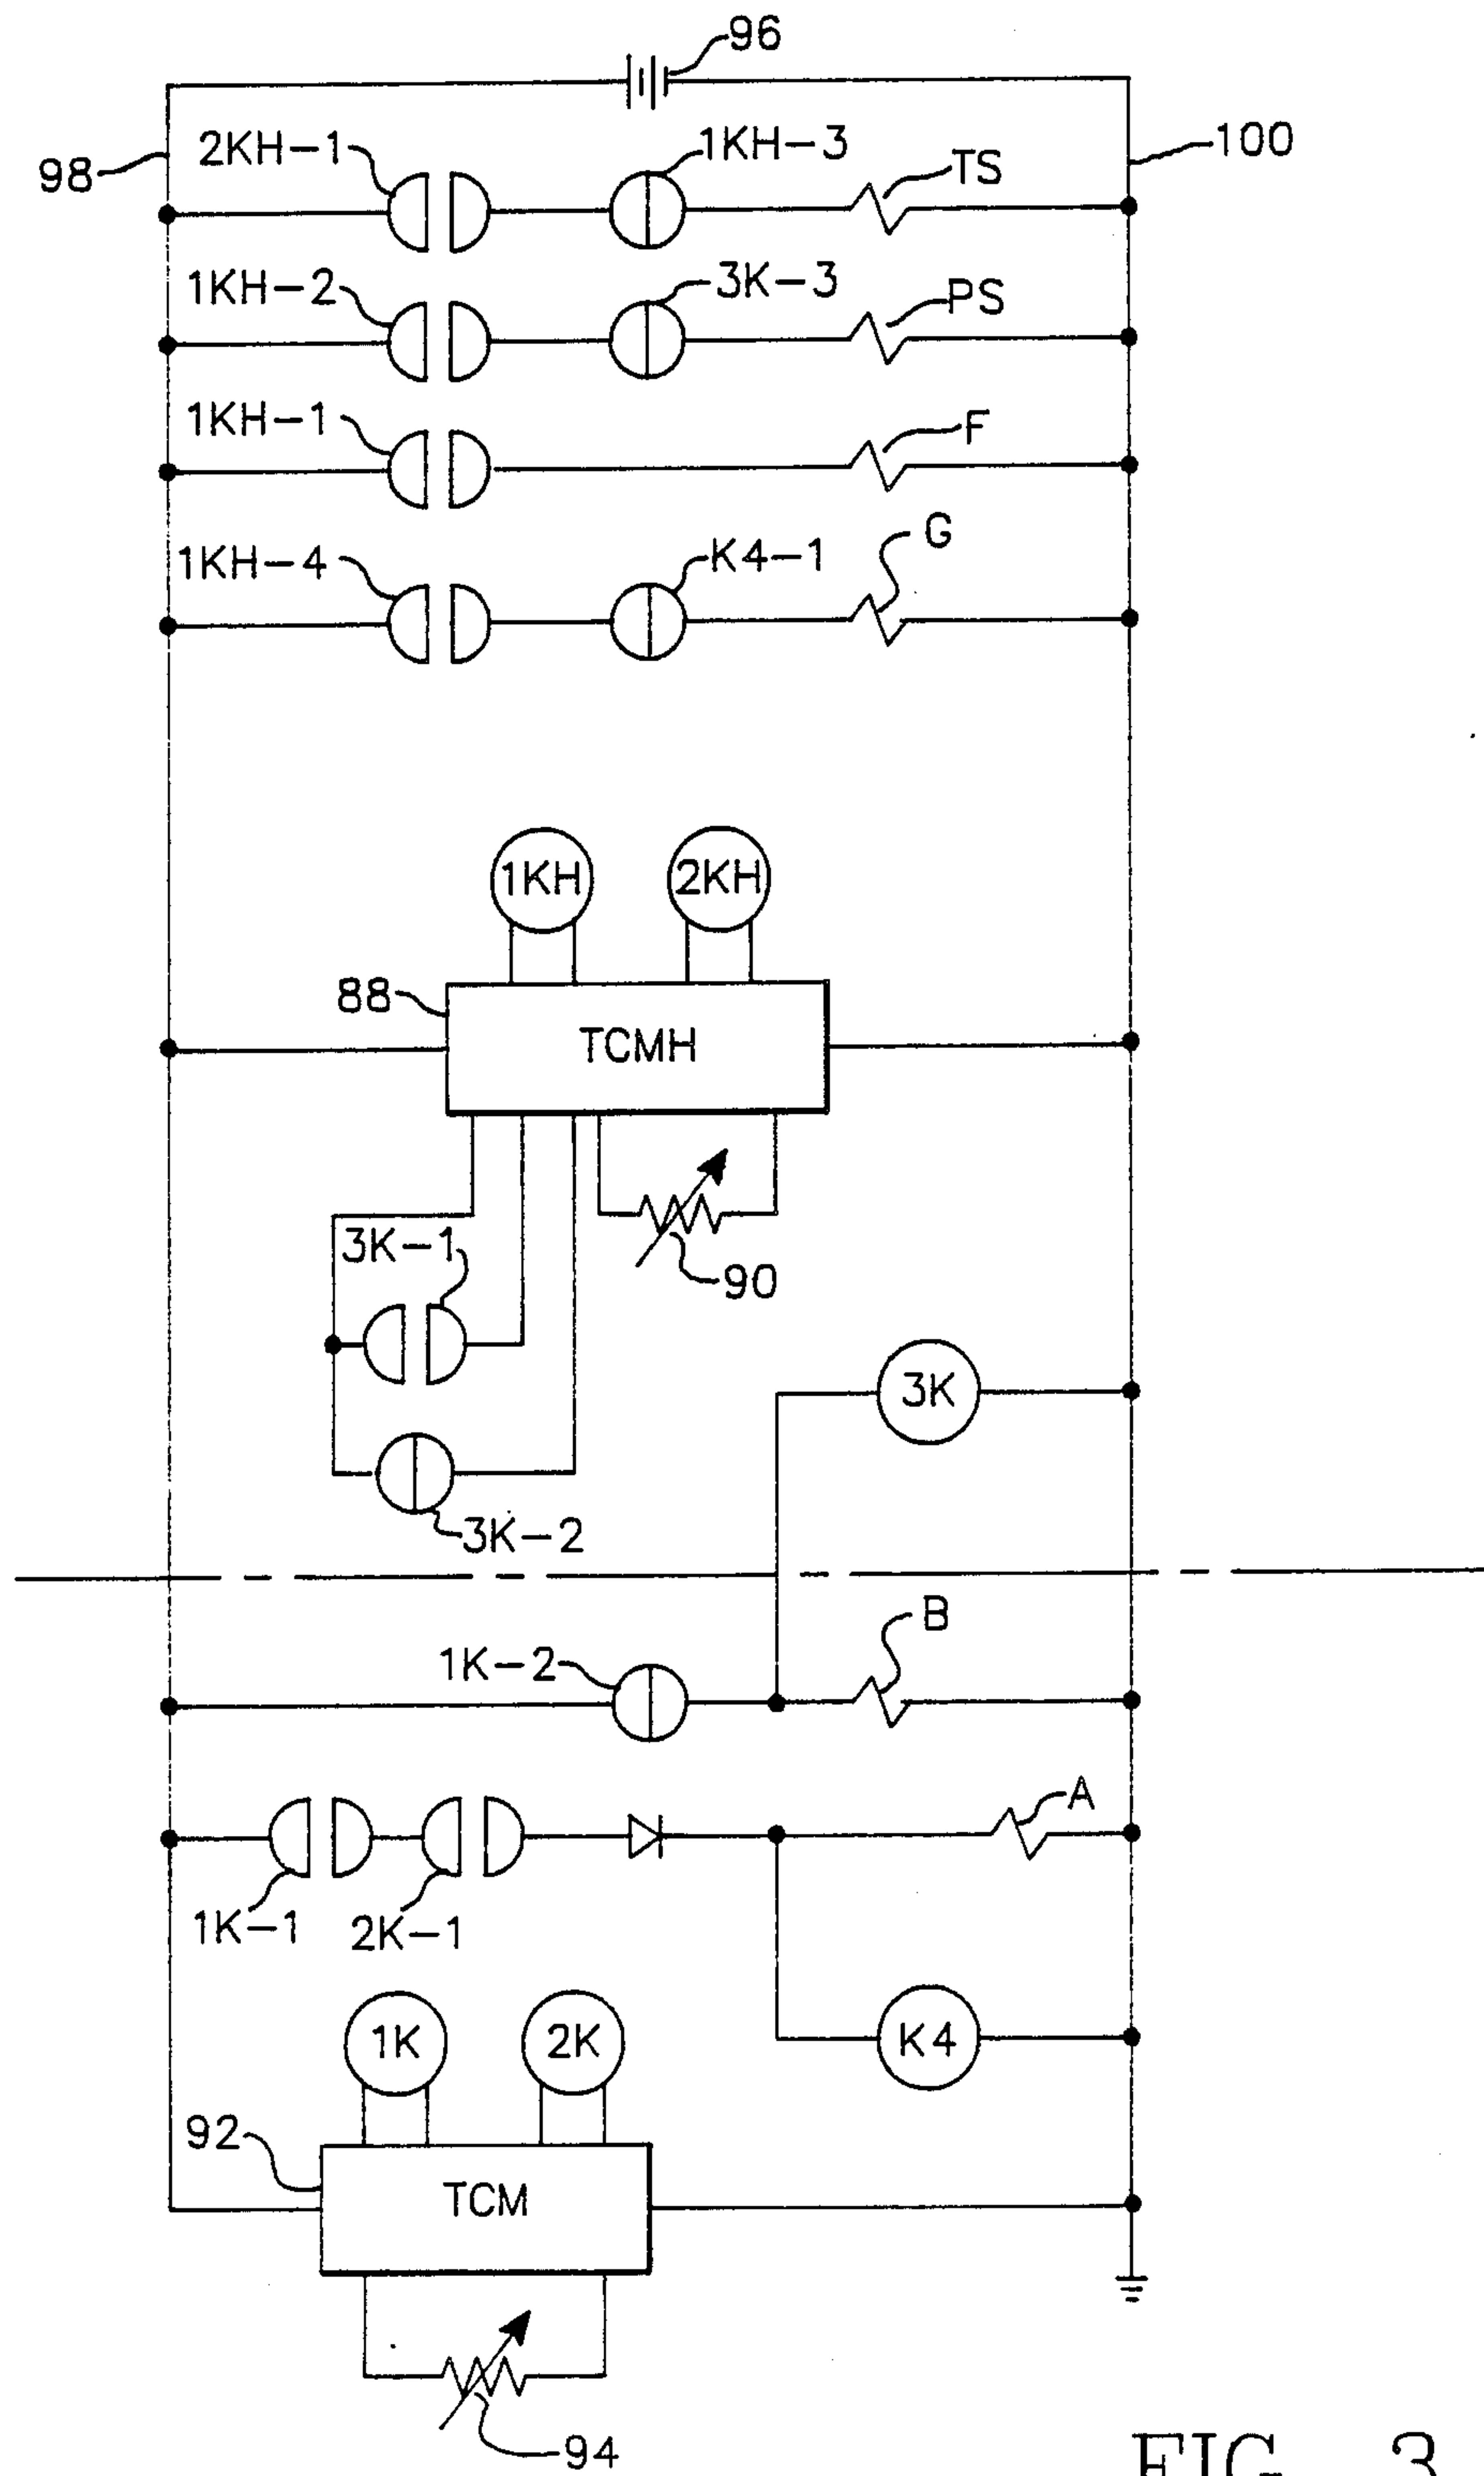 96
98
2KH-1
1KH-3
TS
100
1KH-2
3K-3
PS
1KH-1
F
1KH-4
K4-1
G
1KH
2KH
88
TCMH
3K-1
90
3K
3K-2
B
1K-2
A
1K-1
2K-1
1K
2K
K4
92
TCM
94
FIG. 3